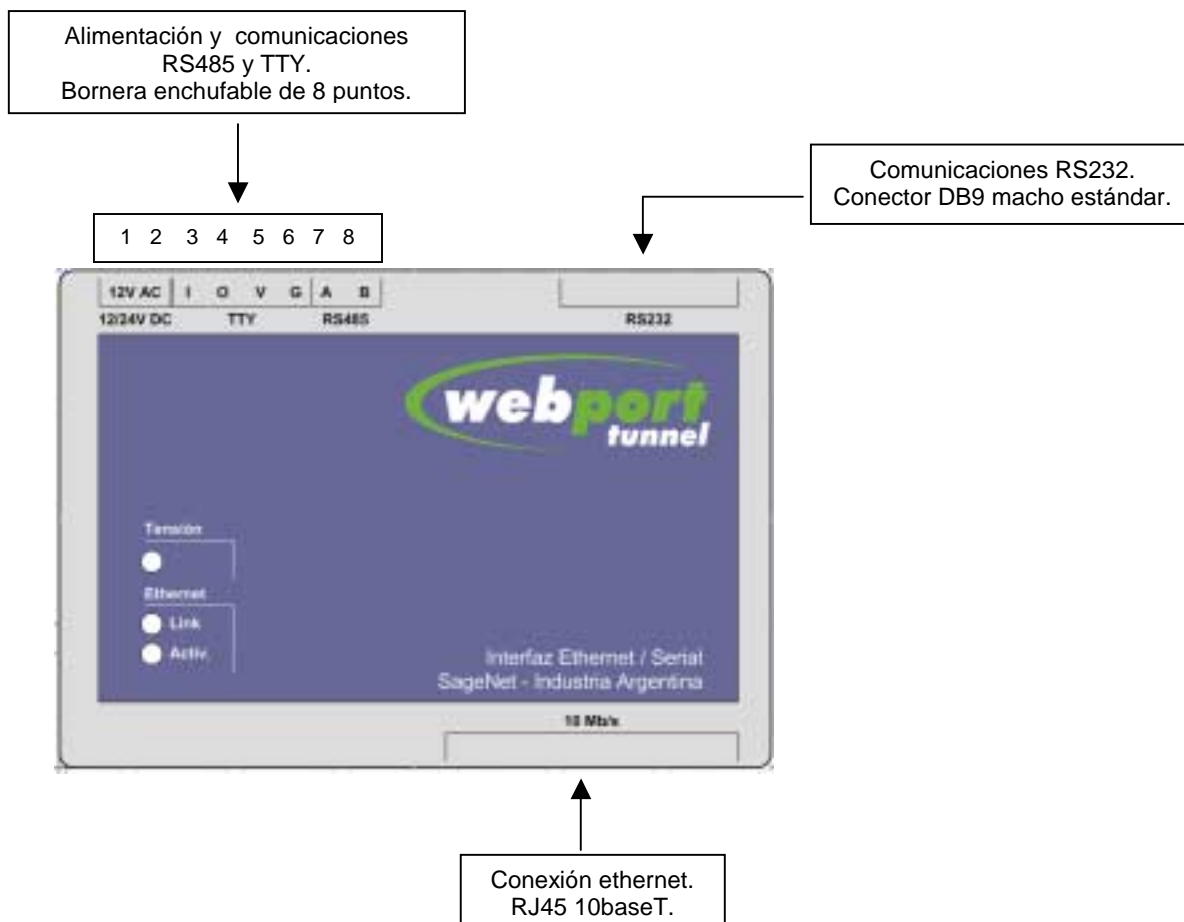 Alimentación y comunicaciones
RS485 y TTY.
Bornera enchufable de 8 puntos.
Comunicaciones RS232.
Conector DB9 macho estándar.
1 2 3 4 5 6 7 8
12V AC I O V G A B
12/24V DC TTY RS485 RS232
webport
tunnel
Tensión
Ethernet
Link
Activ.
Interfaz Ethernet / Serial
SageNet - Industria Argentina
10 Mb/s
Conexión ethernet.
RJ45 10baseT.